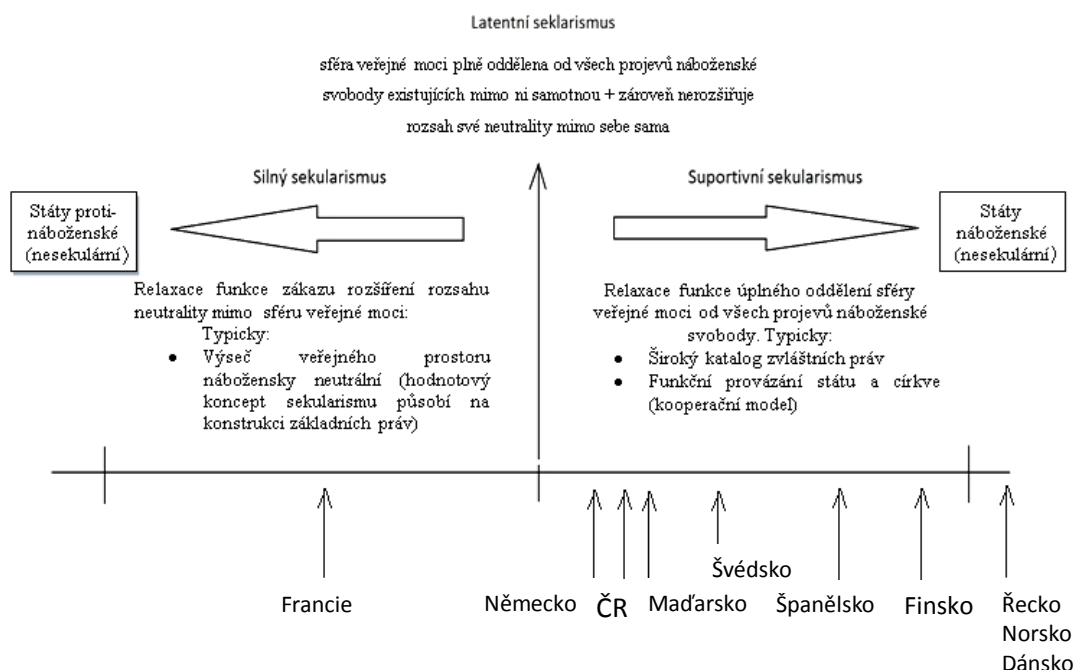 Latentní seklarismus
sféra veřejné moci plně oddělena od všech projevů náboženské
svobody existujících mimo ni samotnou + zároveň nerozšiřuje
rozsah své neutrality mimo sebe sama
Silný sekularismus
Suportivní sekularismus
Státy proti-
náboženské
(nesekulární)
Státy
náboženské
(nesekulární)
Relaxace funkce zákazu rozšíření rozsahu
neutrality mimo sféru veřejné moci:
Typicky:
• Výseč veřejného prostoru
nábožensky neutrální (hodnotový
koncept sekularismu působí na
konstrukci základních práv)
Relaxace funkce úplného oddělení sféry
veřejné moci od všech projevů náboženské
svobody. Typicky:
• Široký katalog zvláštních práv
• Funkční provázání státu a církve
(kooperační model)
Francie
Německo
ČR
Maďarsko
Švédsko
Španělsko
Finsko
Řecko
Norsko
Dánsko